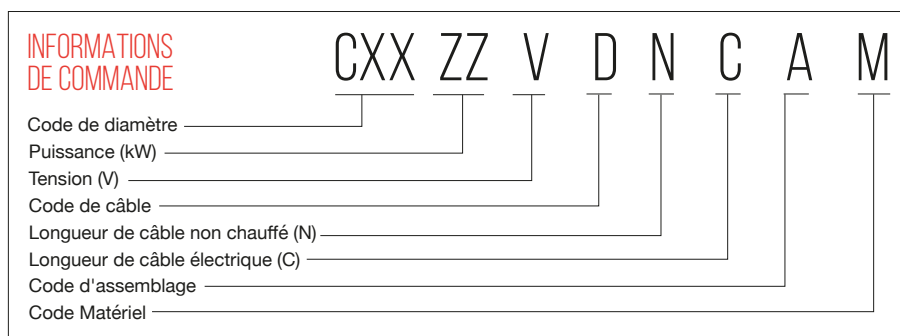 INFORMATIONS
DE COMMANDE
CXX ZZ V D N C A M
Code de diamètre
Puissance (kW)
Tension (V)
Code de câble
Longueur de câble non chauffé (N)
Longueur de câble électrique (C)
Code d'assemblage
Code Matériel